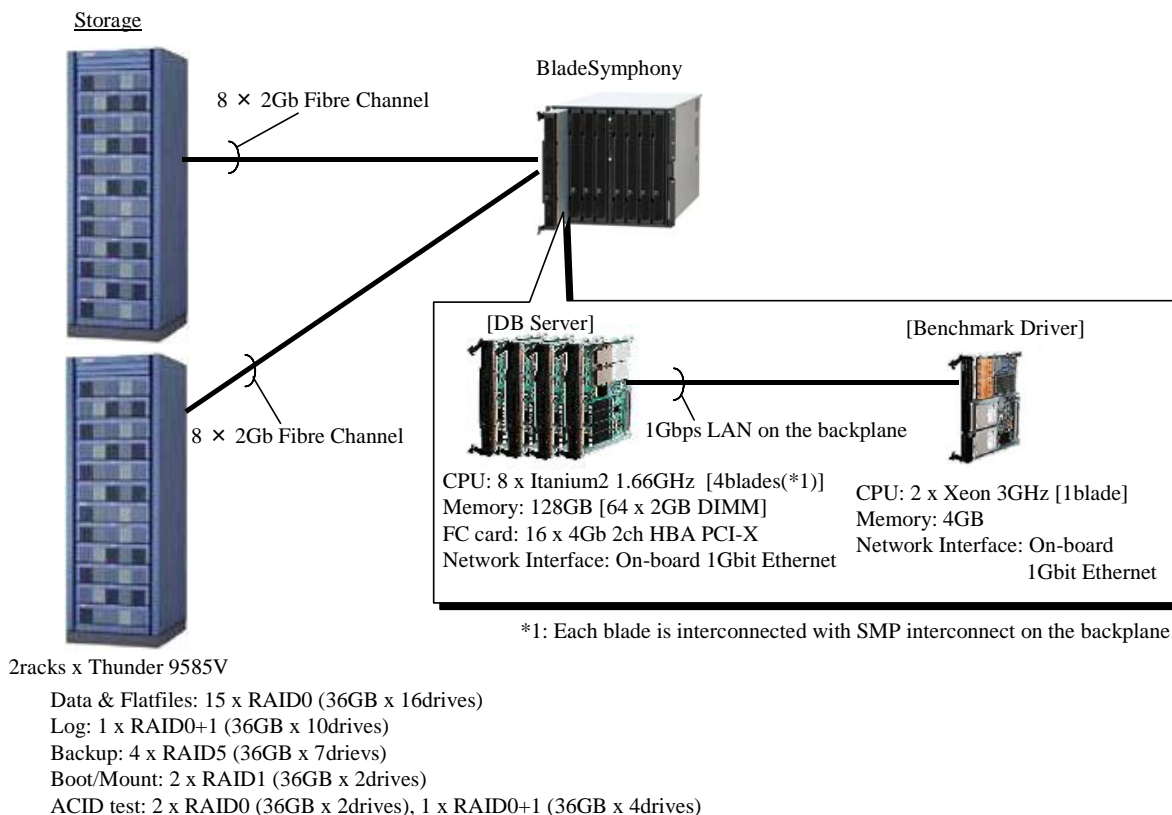 Storage
BladeSymphony
8 × 2Gb Fibre Channel
8 × 2Gb Fibre Channel
[DB Server]
[Benchmark Driver]
1Gbps LAN on the backplane
CPU: 8 x Itanium2 1.66GHz [4blades(*1)]
Memory: 128GB [64 x 2GB DIMM]
FC card: 16 x 4Gb 2ch HBA PCI-X
Network Interface: On-board 1Gbit Ethernet
CPU: 2 x Xeon 3GHz [1blade]
Memory: 4GB
Network Interface: On-board
1Gbit Ethernet
*1: Each blade is interconnected with SMP interconnect on the backplane.
2racks x Thunder 9585V
Data & Flatfiles: 15 x RAID0 (36GB x 16drives)
Log: 1 x RAID0+1 (36GB x 10drives)
Backup: 4 x RAID5 (36GB x 7drievs)
Boot/Mount: 2 x RAID1 (36GB x 2drives)
ACID test: 2 x RAID0 (36GB x 2drives), 1 x RAID0+1 (36GB x 4drives)